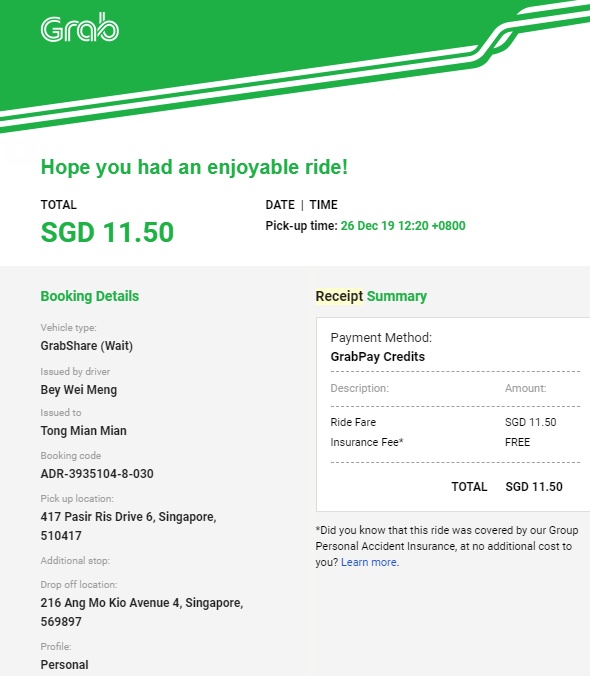 Grab
Hope you had an enjoyable ride!
TOTAL
SGD 11.50
DATE | TIME
Pick-up time: 26 Dec 19 12:20 +0800
Booking Details
Vehicle type:
GrabShare (Wait)
Issued by driver
Bey Wei Meng
Issued to
Tong Mian Mian
Booking code
ADR-3935104-8-030
Pick up location:
417 Pasir Ris Drive 6, Singapore,
510417
Additional stop:
Drop off location:
216 Ang Mo Kio Avenue 4, Singapore,
569897
Profile:
Personal
Receipt Summary
Payment Method:
GrabPay Credits
Description: Amount:
Ride Fare SGD 11.50
Insurance Fee* FREE
TOTAL SGD 11.50
*Did you know that this ride was covered by our Group
Personal Accident Insurance, at no additional cost to
you? Learn more.